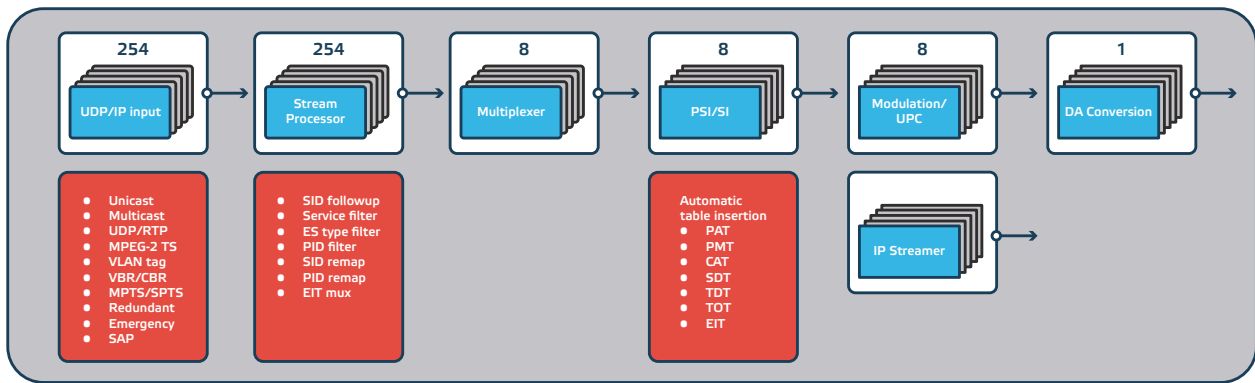 254
UDP/IP input
254
Stream
Processor
8
Multiplexer
8
PSI/SI
8
Modulation/
UPC
1
DA Conversion
• Unicast
• Multicast
• UDP/RTP
• MPEG-2 TS
• VLAN tag
• VBR/CBR
• MPTS/SPTS
• Redundant
• Emergency
• SAP
• SID followup
• Service filter
• ES type filter
• PID filter
• SID remap
• PID remap
• EIT mux
Automatic
table insertion
• PAT
• PMT
• CAT
• SDT
• TDT
• TOT
• EIT
IP Streamer